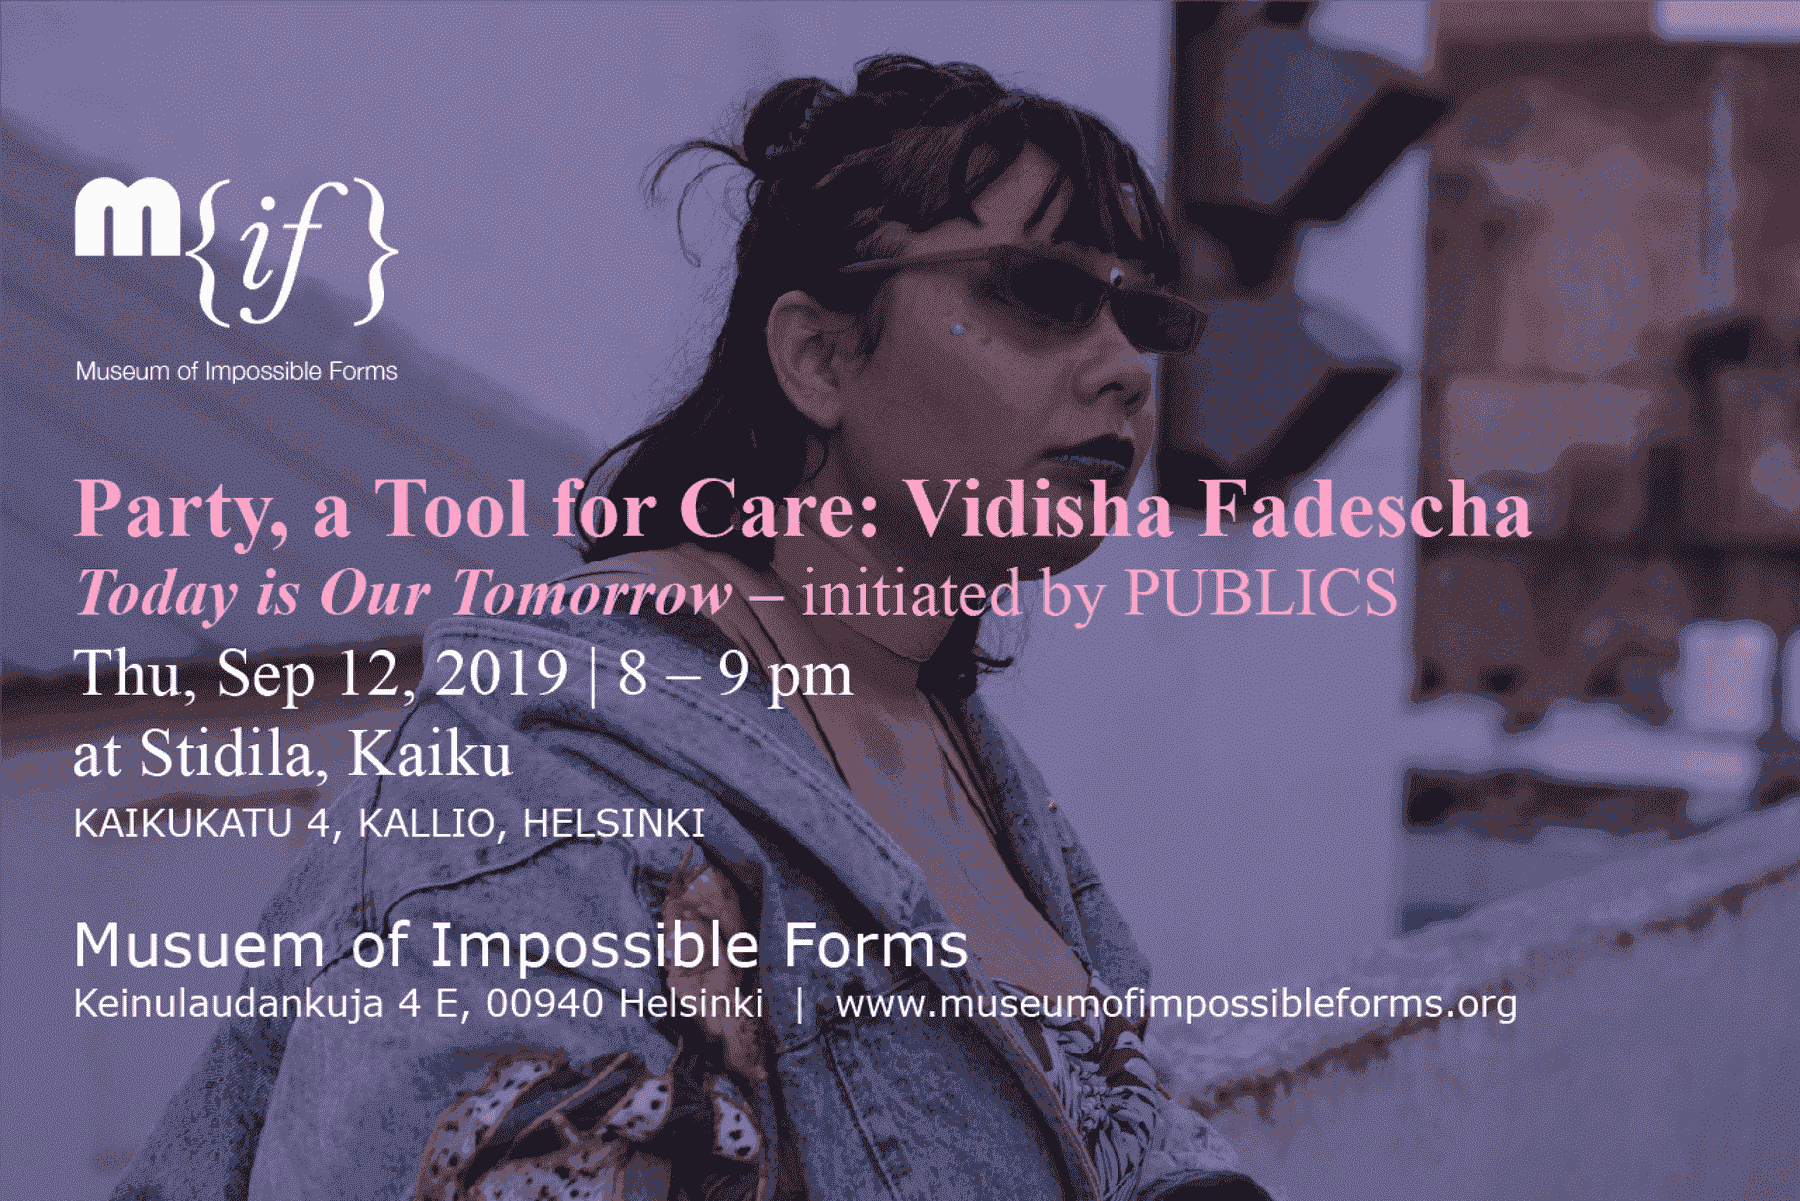 m{if}
Museum of Impossible Forms
Party, a Tool for Care: Vidisha Fadescha
Today is Our Tomorrow – initiated by PUBLICS
Thu, Sep 12, 2019 | 8 – 9 pm
at Stidila, Kaiku
KAIKUKATU 4, KALLIO, HELSINKI
Musuem of Impossible Forms
Keinulaudankuja 4 E, 00940 Helsinki | www.museumofimpossibleforms.org